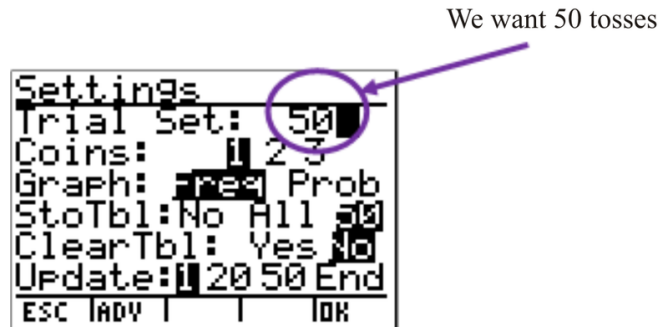 We want 50 tosses
Settings
Trial Set: 50
Coins: 1 2 3
Graph: Freq Prob
StoTbl:No All 50
ClearTbl: Yes No
Update:1 20 50 End
ESC ADV OK